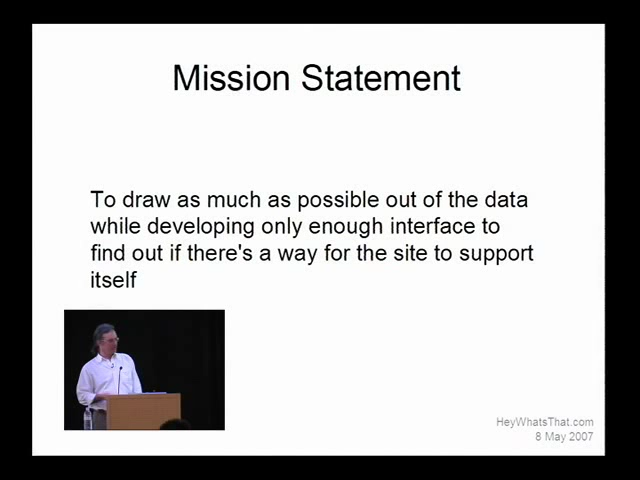 Mission Statement
To draw as much as possible out of the data
while developing only enough interface to
find out if there's a way for the site to support
itself
HeyWhatsThat.com
8 May 2007